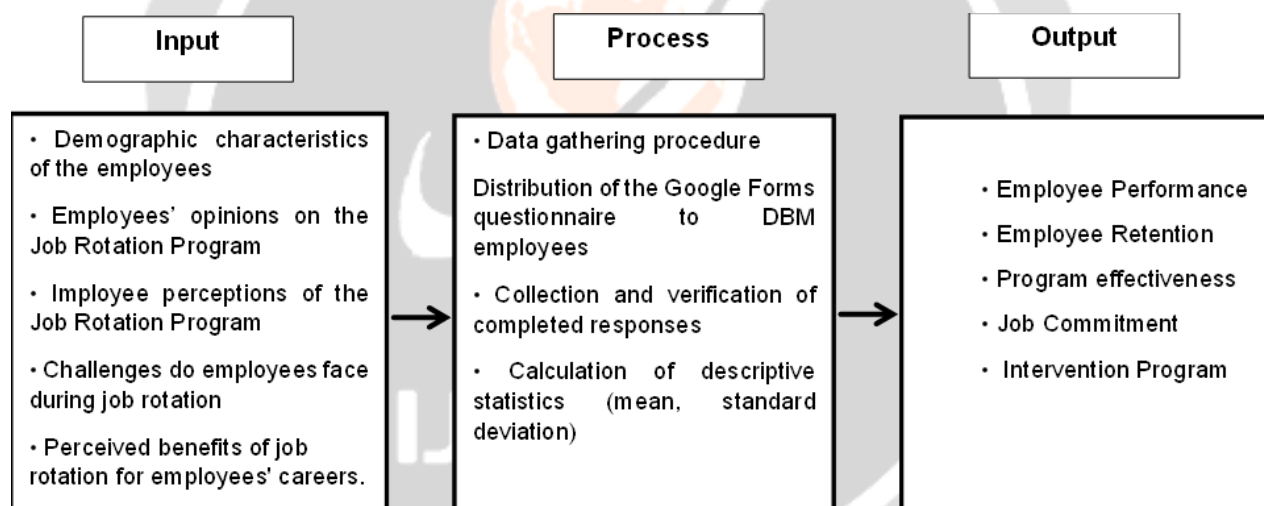 Input
• Demographic characteristics
of the employees
• Employees' opinions on the
Job Rotation Program
• Imployee perceptions of the
Job Rotation Program
• Challenges do employees face
during job rotation
• Perceived benefits of job
rotation for employees' careers.
Process
• Data gathering procedure
Distribution of the Google Forms
questionnaire to DBM
employees
• Collection and verification of
completed responses
• Calculation of descriptive
statistics (mean, standard
deviation)
Output
• Employee Performance
• Employee Retention
• Program effectiveness
• Job Commitment
• Intervention Program